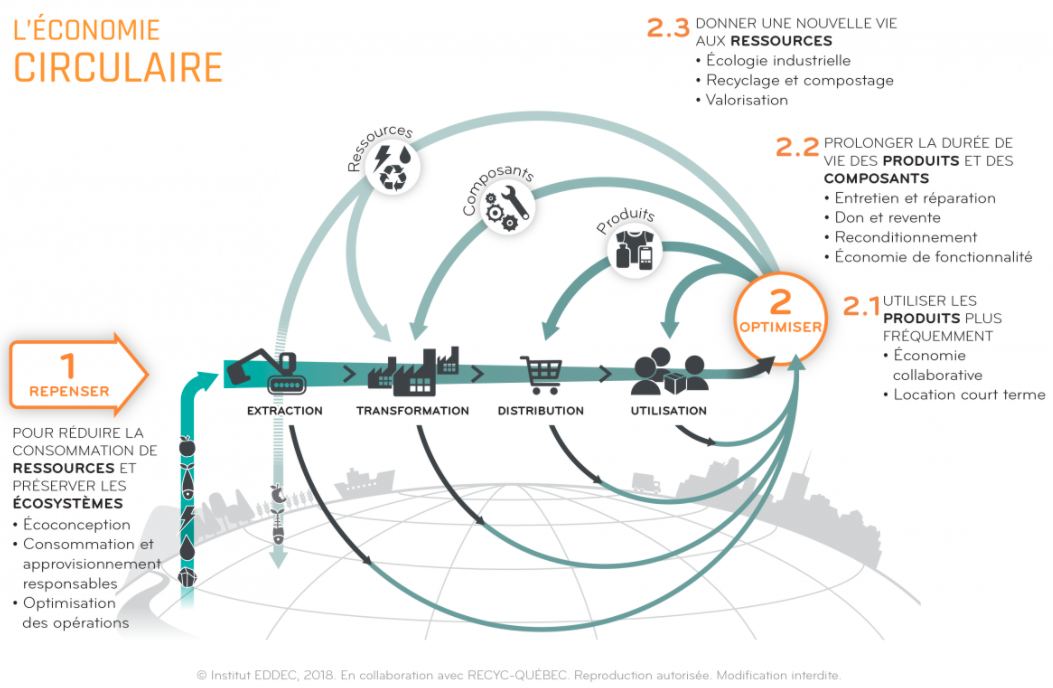 L'ÉCONOMIE
CIRCULAIRE
2.3 DONNER UNE NOUVELLE VIE
AUX RESSOURCES
• Écologie industrielle
• Recyclage et compostage
• Valorisation
Ressources
Composants
Produits
2.2 PROLONGER LA DURÉE DE
VIE DES PRODUITS ET DES
COMPOSANTS
• Entretien et réparation
• Don et revente
• Reconditionnement
• Économie de fonctionnalité
2
OPTIMISER
2.1 UTILISER LES
PRODUITS PLUS
FRÉQUEMMENT
• Économie
collaborative
• Location court terme
1
REPENSER
EXTRACTION
TRANSFORMATION
DISTRIBUTION
UTILISATION
POUR RÉDUIRE LA
CONSOMMATION DE
RESSOURCES ET
PRÉSERVER LES
ÉCOSYSTÈMES
• Écoconception
• Consommation et
approvisionnement
responsables
• Optimisation
des opérations
© Institut EDDEC, 2018. En collaboration avec RECYC-QUÉBEC. Reproduction autorisée. Modification interdite.